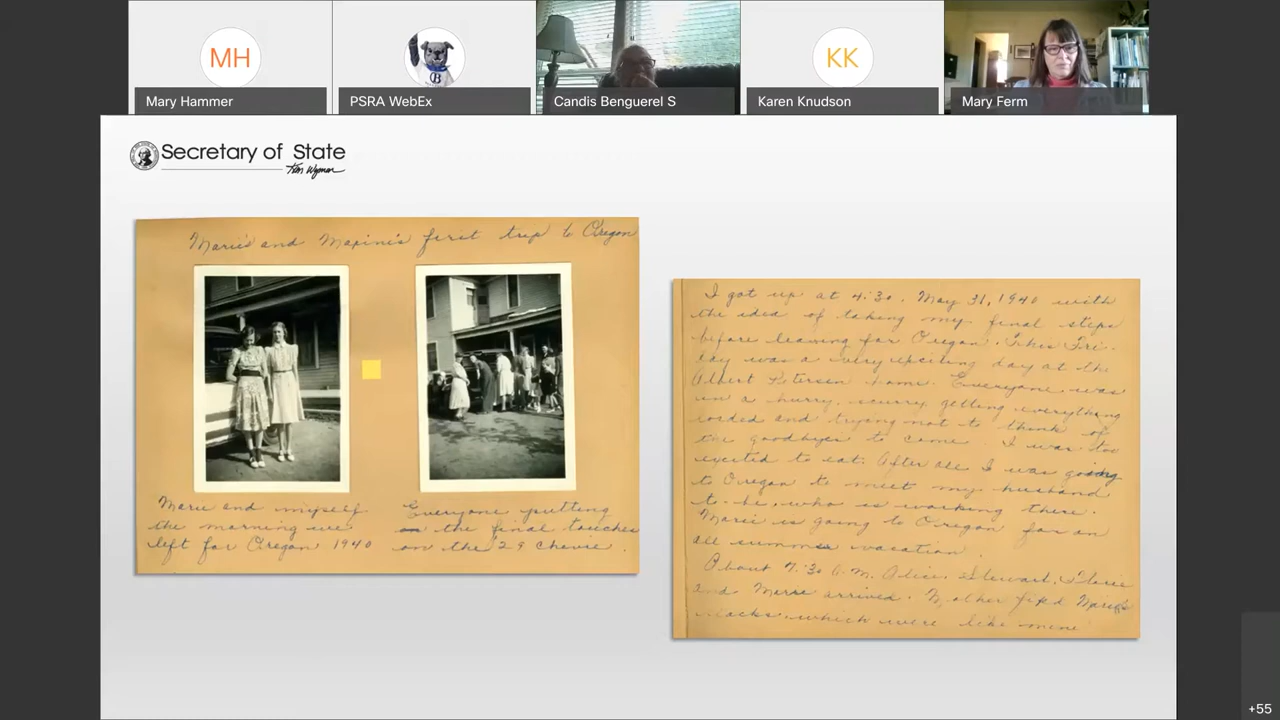 MH
KK
Mary Hammer
PSRA WebEx
Candis Benguerel S
Karen Knudson
Mary Ferm
Secretary of State
Kim Wyman
Marie's and Maxine's first trip to Oregon
Marie and myself
the morning we
left for Oregon 1940
Everyone putting
on the final touches
on the '29 Chevie.
I got up at 4:30. May 31, 1940 with
the idea of taking my final steps
before leaving for Oregon. This Fri-
day was a very exciting day at the
Albert Petersen home. Everyone was
in a hurry, scurry, getting everything
loaded and trying not to think of
the goodbyes to come. I was too
excited to eat. After all I was going
to Oregon to meet my husband
to-be, who is working there.
Marie is going to Oregon for an
all summer vacation.
About 7:30 A.M. Alice, Stewart,
and arrived. Mother fixed Marie's
slacks which were like mine
+55